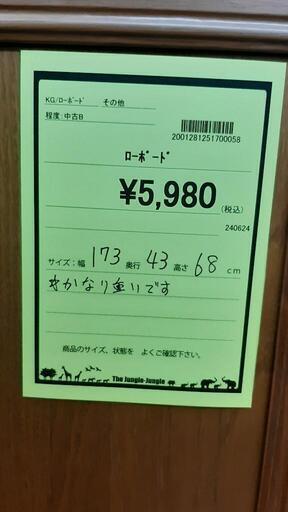 KG/ﾛｰﾎﾞｰﾄﾞ その他
程度:中古B
2001281251700058
ﾛｰﾎﾞｰﾄﾞ
¥5,980
(税込)
240624
サイズ:幅 173 奥行 43 高さ 68 cm
※かなり重いです
商品のサイズ、状態を よくご確認下さい。
The Jungle-Jungle